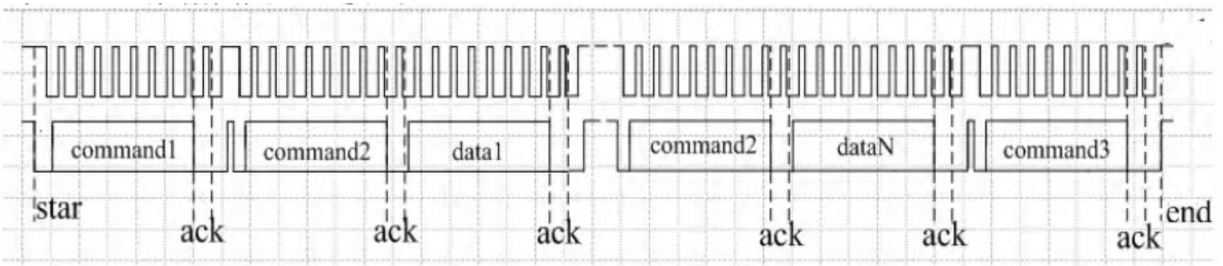 command1 command2 data1 command2 dataN command3
star end
ack ack ack ack ack ack